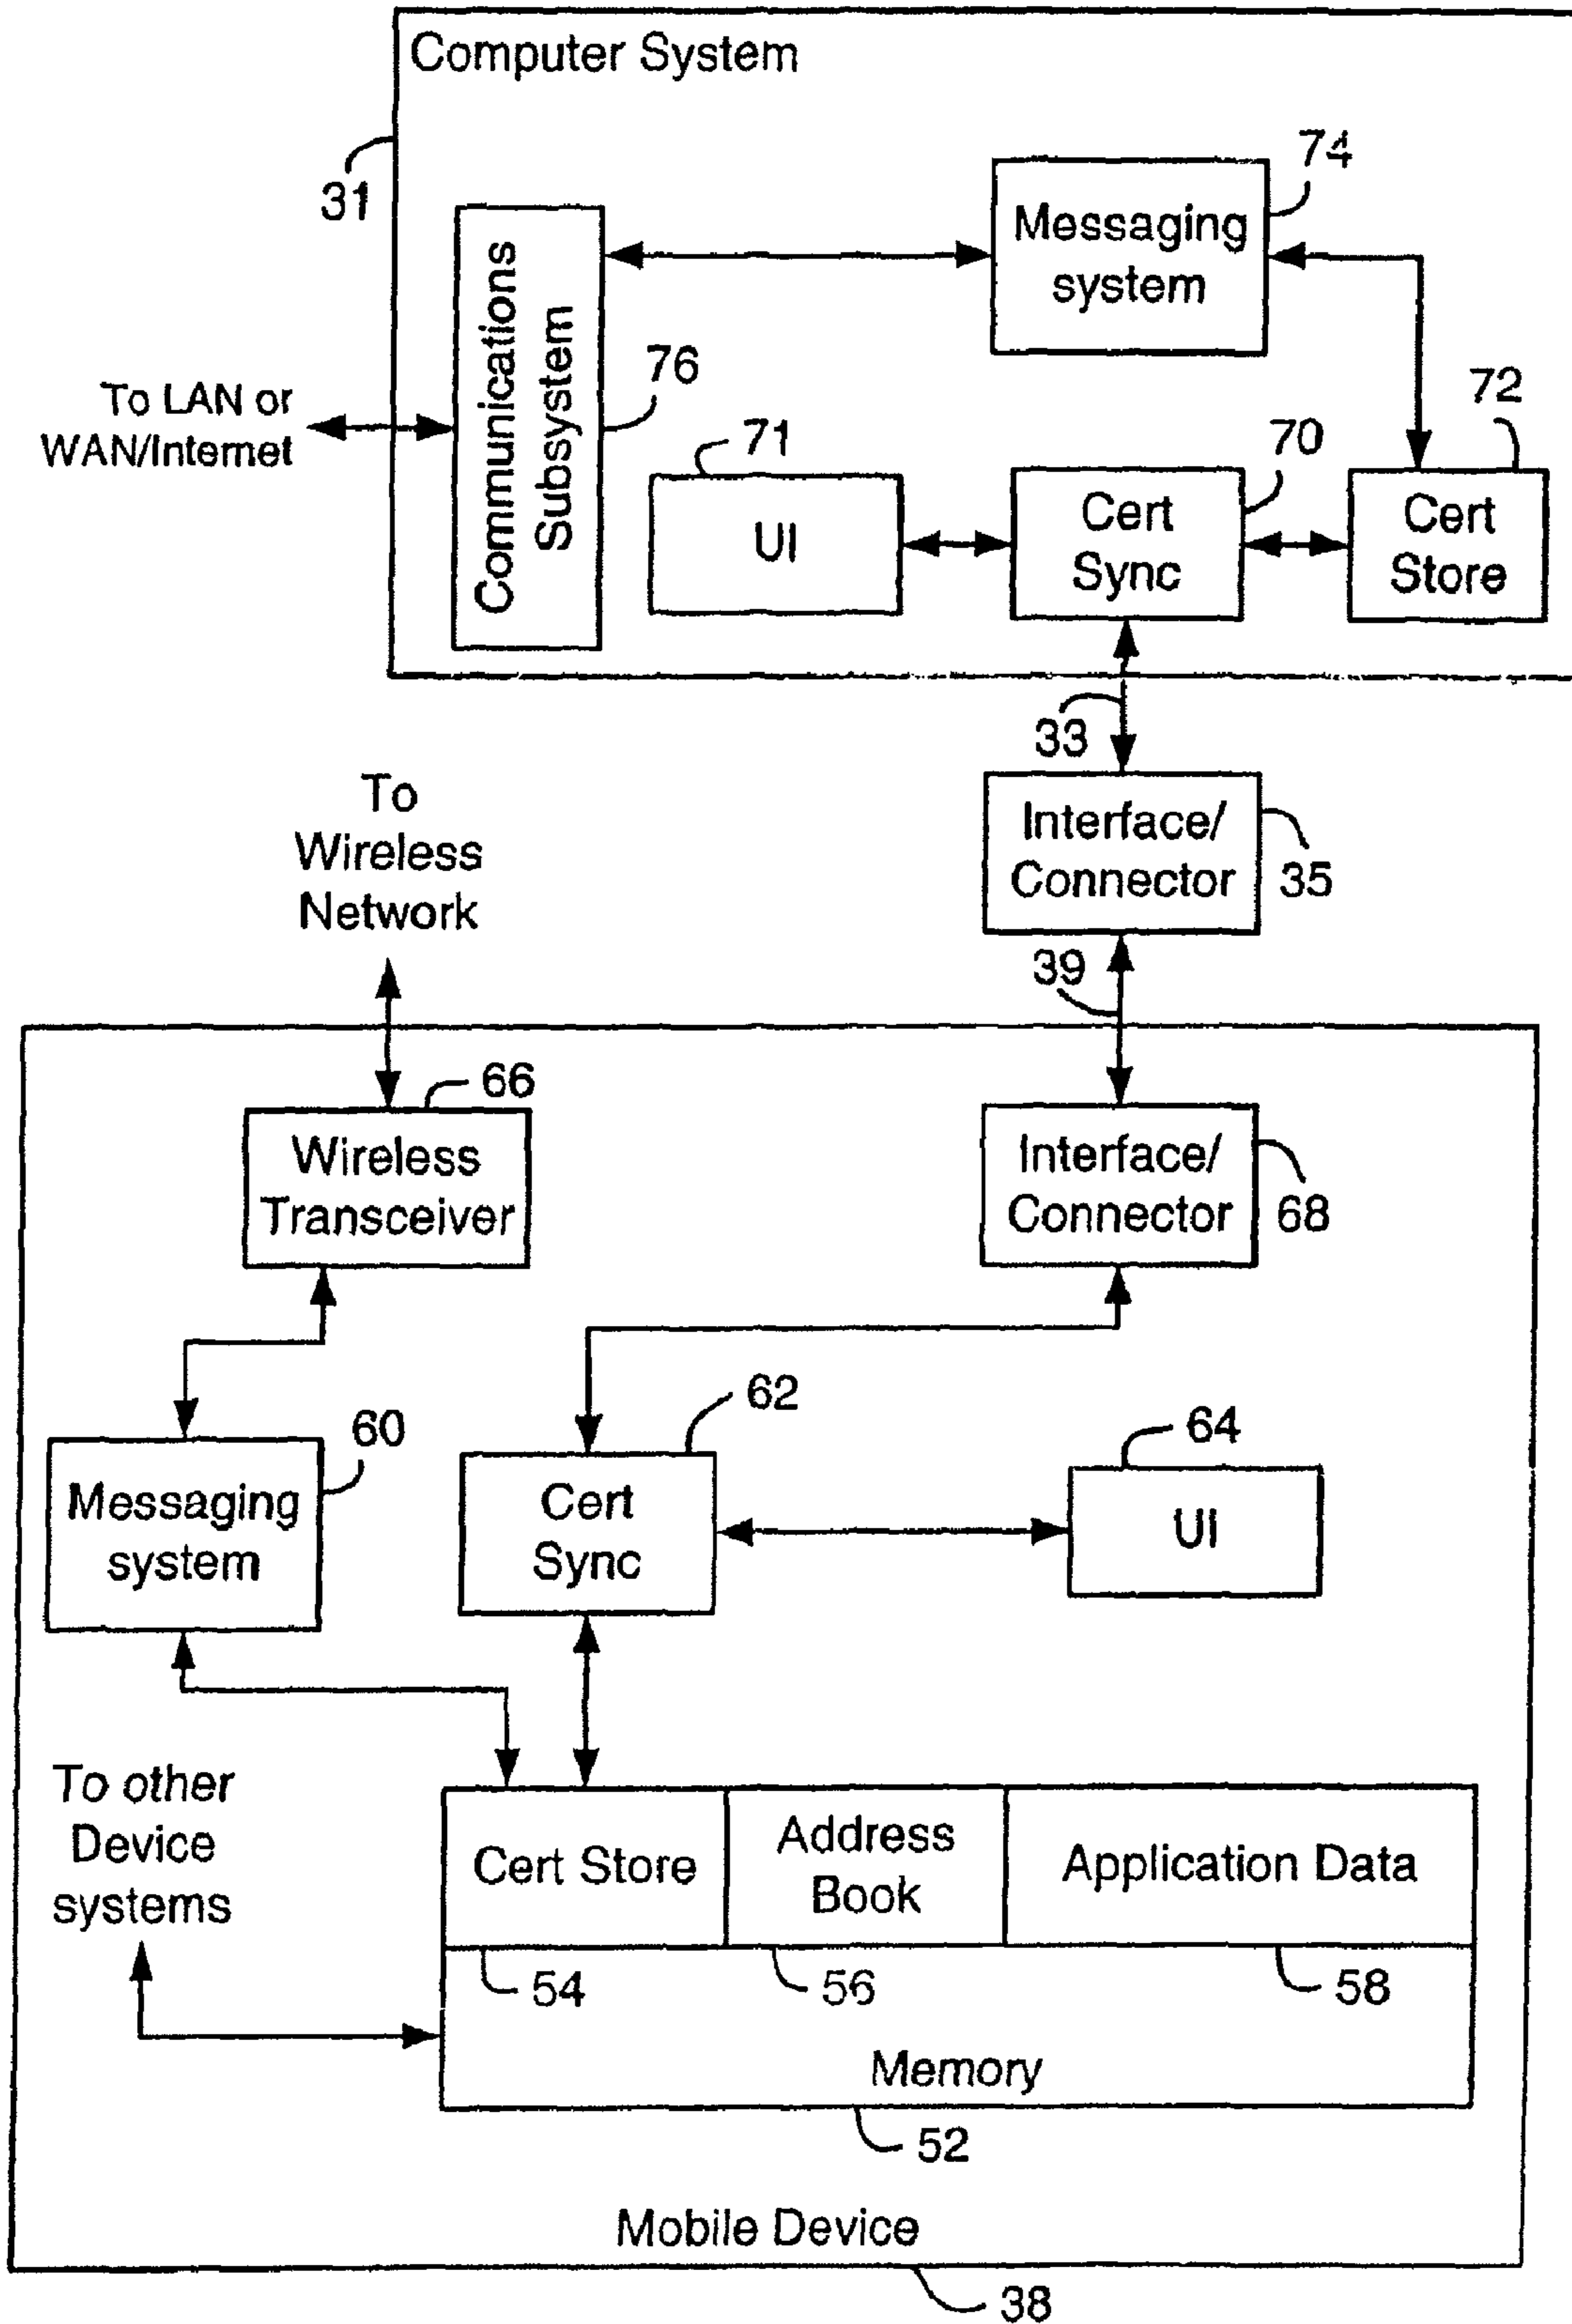 Computer System
31
74
Messaging
system
Communications
Subsystem
76
To LAN or
WAN/Internet
71
UI
70
Cert
Sync
72
Cert
Store
33
Interface/
Connector
35
To
Wireless
Network
39
66
Wireless
Transceiver
Interface/
Connector
68
60
Messaging
system
62
Cert
Sync
64
UI
To other
Device
systems
Cert Store
Address
Book
Application Data
54
56
58
Memory
52
Mobile Device
38